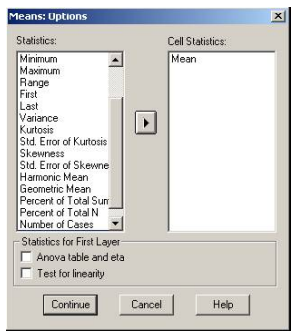 Means: Options
Statistics:
Cell Statistics:
Minimum
Maximum
Range
First
Last
Variance
Kurtosis
Std. Error of Kurtosis
Skewness
Std. Error of Skewne
Harmonic Mean
Geometric Mean
Percent of Total Sum
Percent of Total N
Number of Cases
Mean
Statistics for First Layer
Anova table and eta
Test for linearity
Continue
Cancel
Help